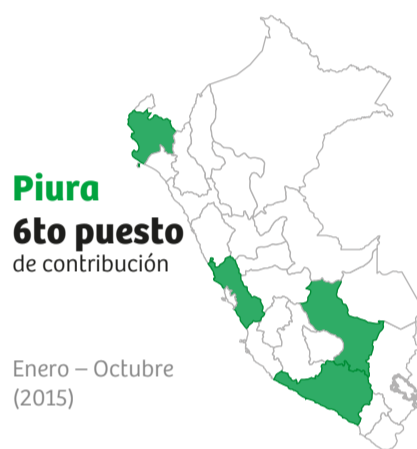 Piura
6to puesto
de contribución
Enero – Octubre
(2015)